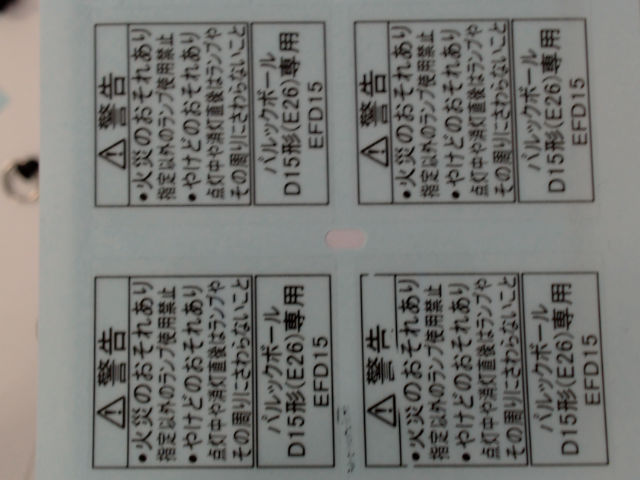 警告
•火災のおそれあり
指定以外のランプ使用禁止
•やけどのおそれあり
点灯中や消灯直後はランプや
その周りにさわらないこと
パルックボール
D15形(E26)専用
EFD15
警告
•火災のおそれあり
指定以外のランプ使用禁止
•やけどのおそれあり
点灯中や消灯直後はランプや
その周りにさわらないこと
パルックボール
D15形(E26)専用
EFD15
警告
•火災のおそれあり
指定以外のランプ使用禁止
•やけどのおそれあり
点灯中や消灯直後はランプや
その周りにさわらないこと
パルックボール
D15形(E26)専用
EFD15
警告
•火災のおそれあり
指定以外のランプ使用禁止
•やけどのおそれあり
点灯中や消灯直後はランプや
その周りにさわらないこと
パルックボール
D15形(E26)専用
EFD15